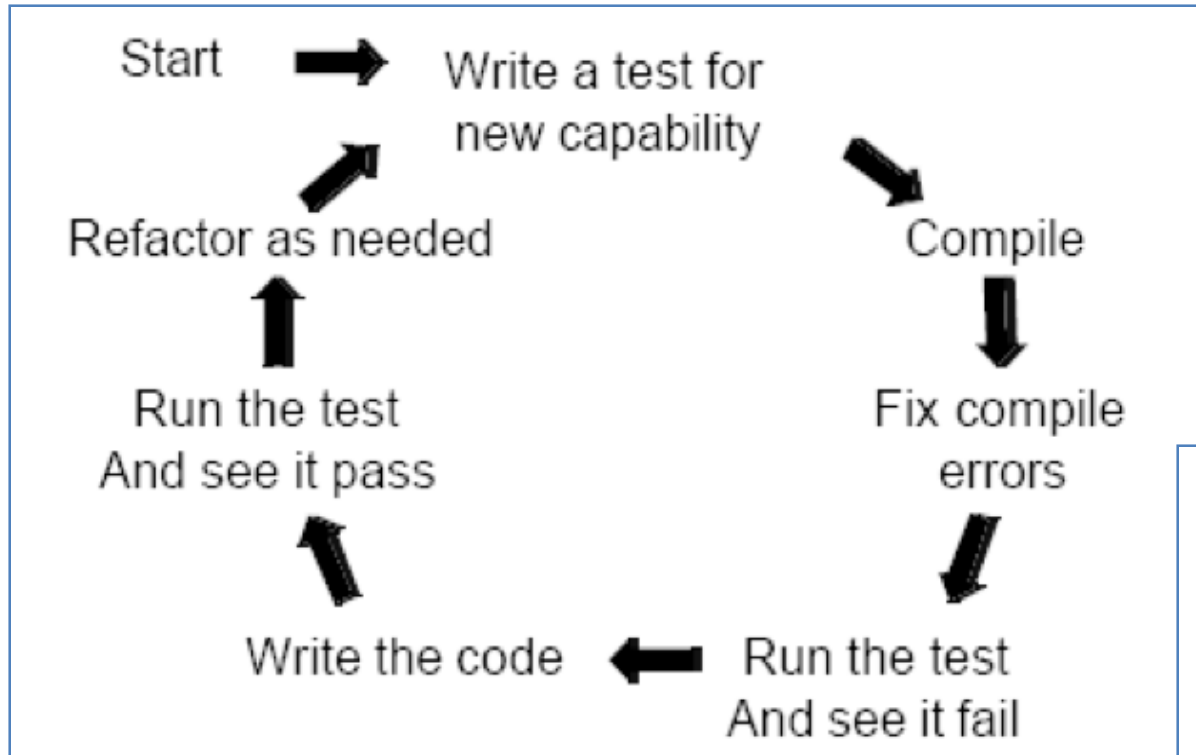 Start
Write a test for
new capability
Compile
Fix compile
errors
Run the test
And see it fail
Write the code
Run the test
And see it pass
Refactor as needed